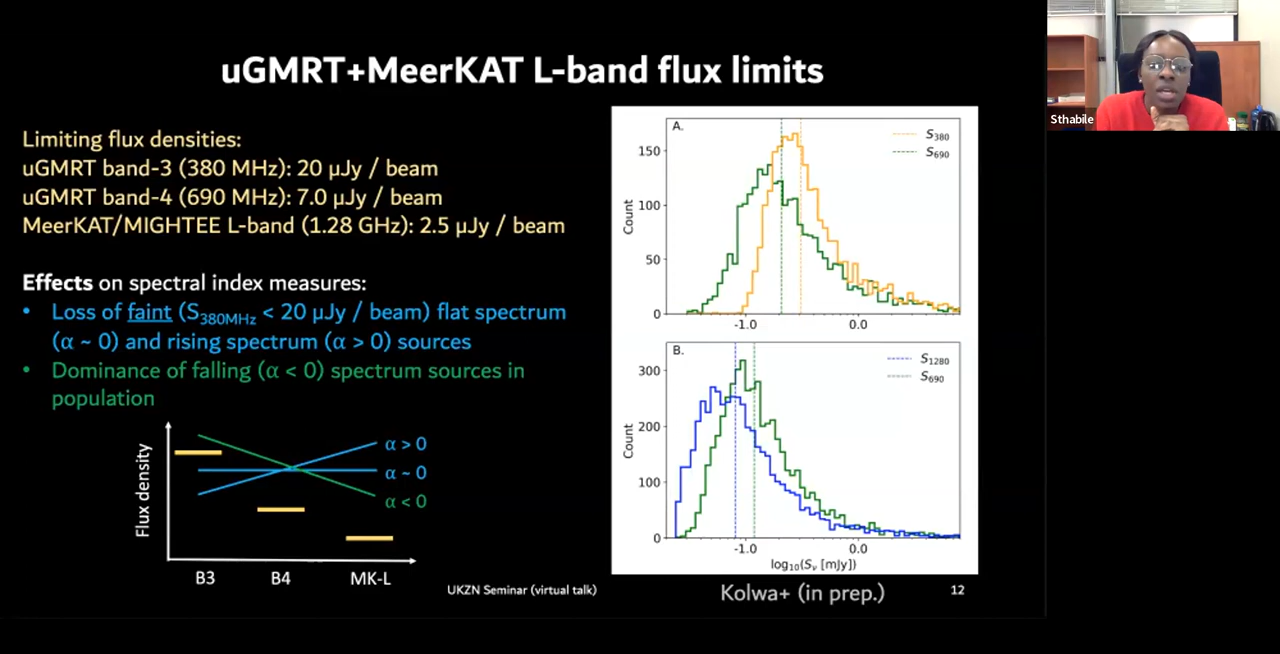 uGMRT+MeerKAT L-band flux limits
Sthabile
Limiting flux densities:
uGMRT band-3 (380 MHz): 20 µJy / beam
uGMRT band-4 (690 MHz): 7.0 µJy / beam
MeerKAT/MIGHTEE L-band (1.28 GHz): 2.5 µJy / beam
Effects on spectral index measures:
• Loss of faint (S380MHz < 20 µJy / beam) flat spectrum
(α ~ 0) and rising spectrum (α > 0) sources
• Dominance of falling (α < 0) spectrum sources in
population
Flux density
α > 0
α ~ 0
α < 0
B3 B4 MK-L
A.
S380
S690
150
100
50
0
Count
-1.0 0.0
B.
S1280
S690
300
200
100
0
Count
-1.0 0.0
log10(Sν [mJy])
UKZN Seminar (virtual talk)
Kolwa+ (in prep.)
12